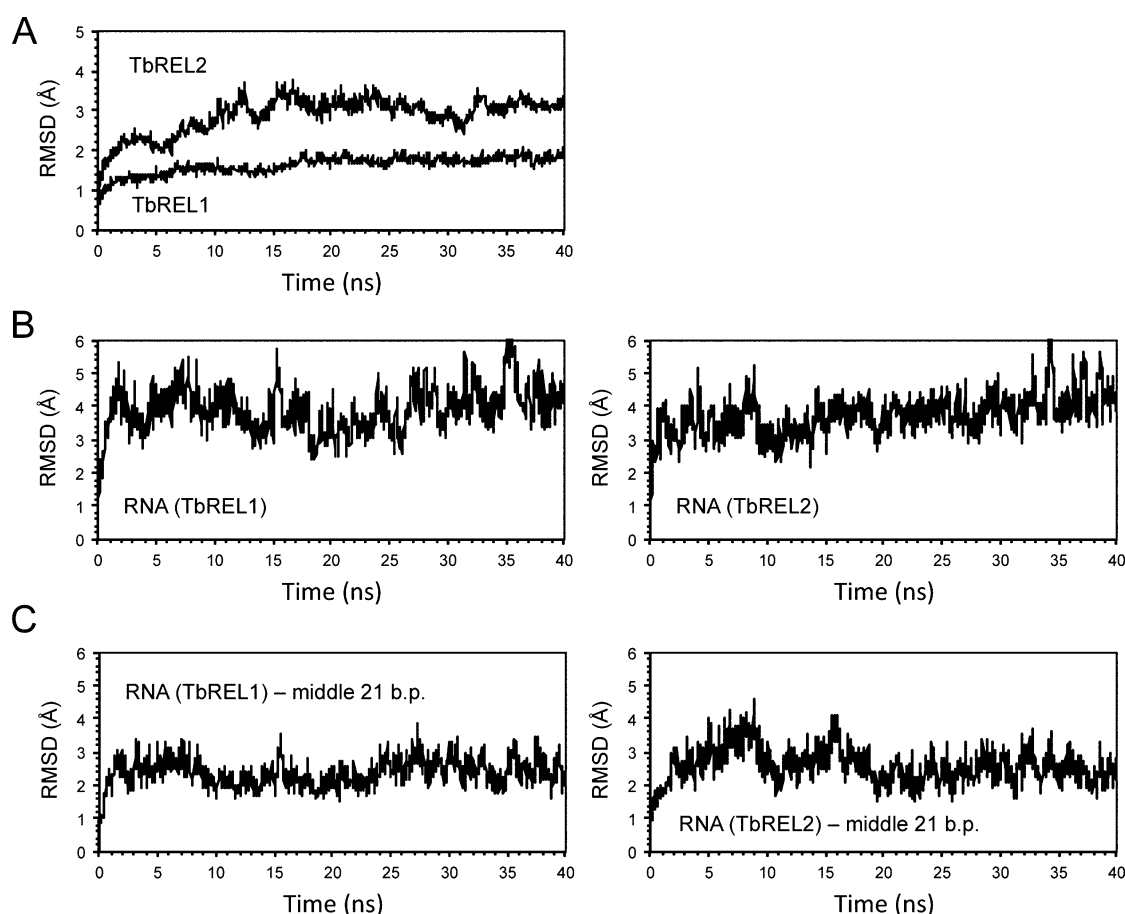 A
5
4
3
2
1
0
RMSD (Å)
TbREL2
TbREL1
0 5 10 15 20 25 30 35 40
Time (ns)
B
6
5
4
3
2
1
0
RMSD (Å)
RNA (TbREL1)
0 5 10 15 20 25 30 35 40
Time (ns)
6
5
4
3
2
1
0
RMSD (Å)
RNA (TbREL2)
0 5 10 15 20 25 30 35 40
Time (ns)
C
6
5
4
3
2
1
0
RMSD (Å)
RNA (TbREL1) – middle 21 b.p.
0 5 10 15 20 25 30 35 40
Time (ns)
6
5
4
3
2
1
0
RMSD (Å)
RNA (TbREL2) – middle 21 b.p.
0 5 10 15 20 25 30 35 40
Time (ns)